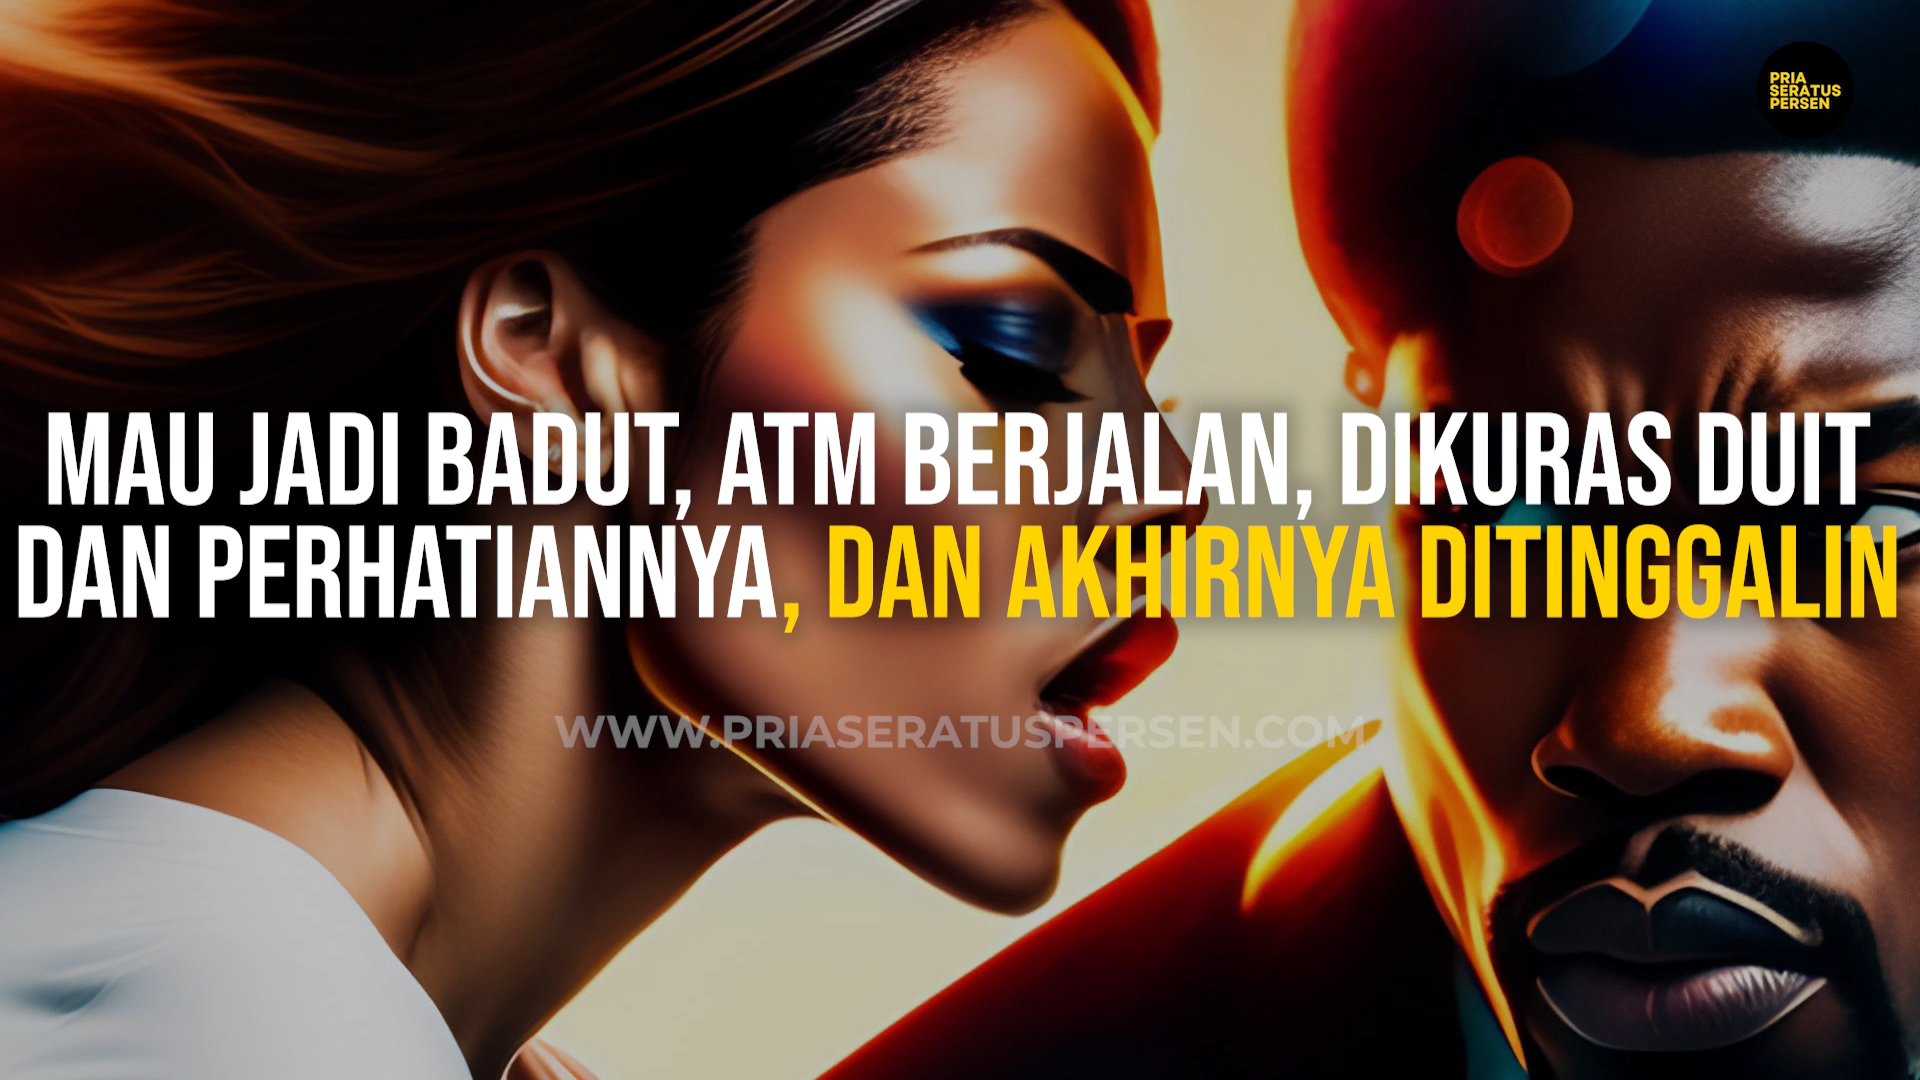 PRIA
SERATUS
PERSEN
MAU JADI BADUT, ATM BERJALAN, DIKURAS DUIT
DAN PERHATIANNYA, DAN AKHIRNYA DITINGGALIN
WWW.PRIASERATUSPERSEN.COM